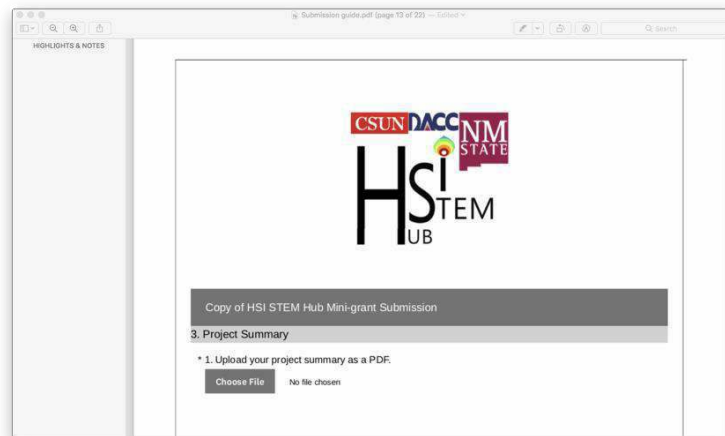 Submission guide.pdf (page 13 of 22) — Edited
Search
HIGHLIGHTS & NOTES
CSUN DACC NM
STATE
HSI
STEM
HUB
Copy of HSI STEM Hub Mini-grant Submission
3. Project Summary
* 1. Upload your project summary as a PDF.
Choose File No file chosen